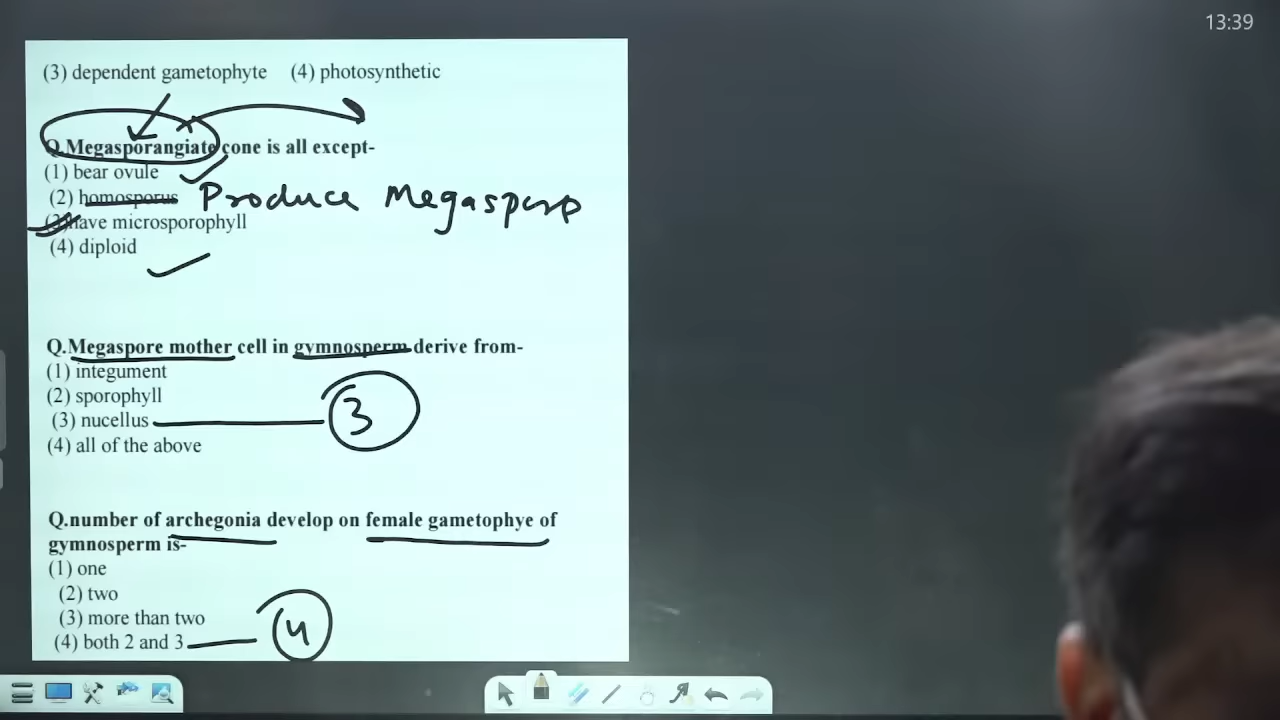 13:39
(3) dependent gametophyte (4) photosynthetic
Q.Megasporangiate cone is all except-
(1) bear ovule
(2) homosporus Produce Megaspore
(3) have microsporophyll
(4) diploid
Q.Megaspore mother cell in gymnosperm derive from-
(1) integument
(2) sporophyll
(3) nucellus 3
(4) all of the above
Q.number of archegonia develop on female gametophye of
gymnosperm is-
(1) one
(2) two
(3) more than two
(4) both 2 and 3 4